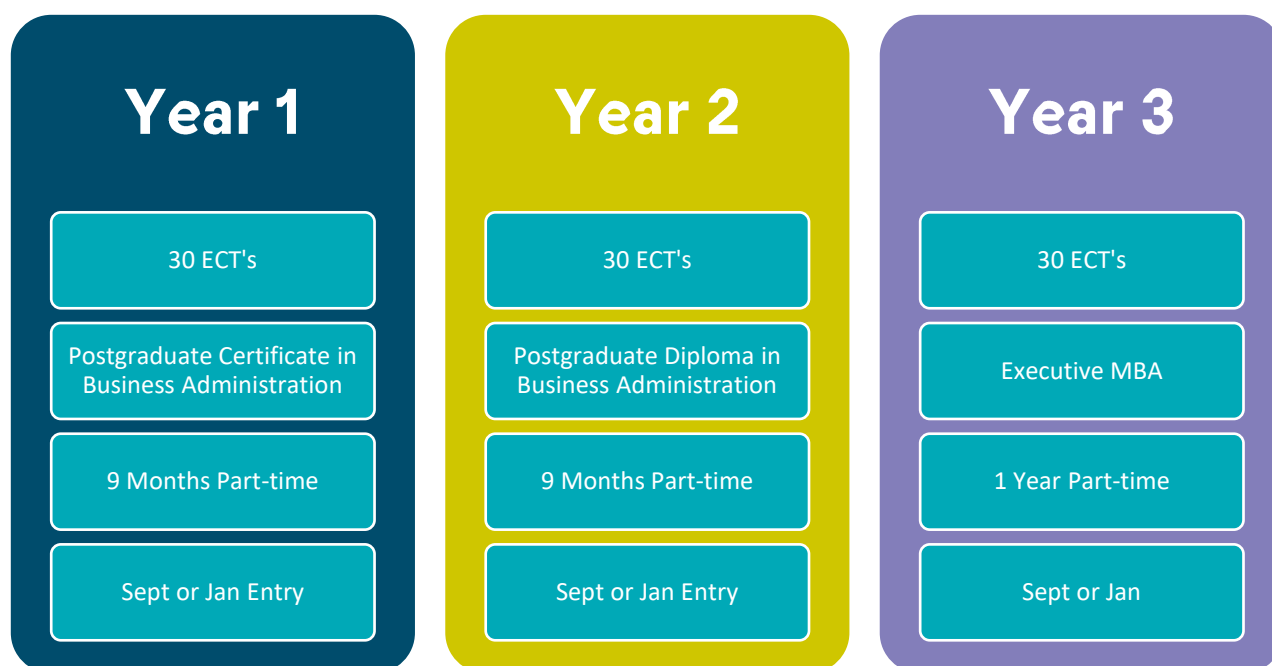 Year 1
30 ECT's
Postgraduate Certificate in
Business Administration
9 Months Part-time
Sept or Jan Entry
Year 2
30 ECT's
Postgraduate Diploma in
Business Administration
9 Months Part-time
Sept or Jan Entry
Year 3
30 ECT's
Executive MBA
1 Year Part-time
Sept or Jan